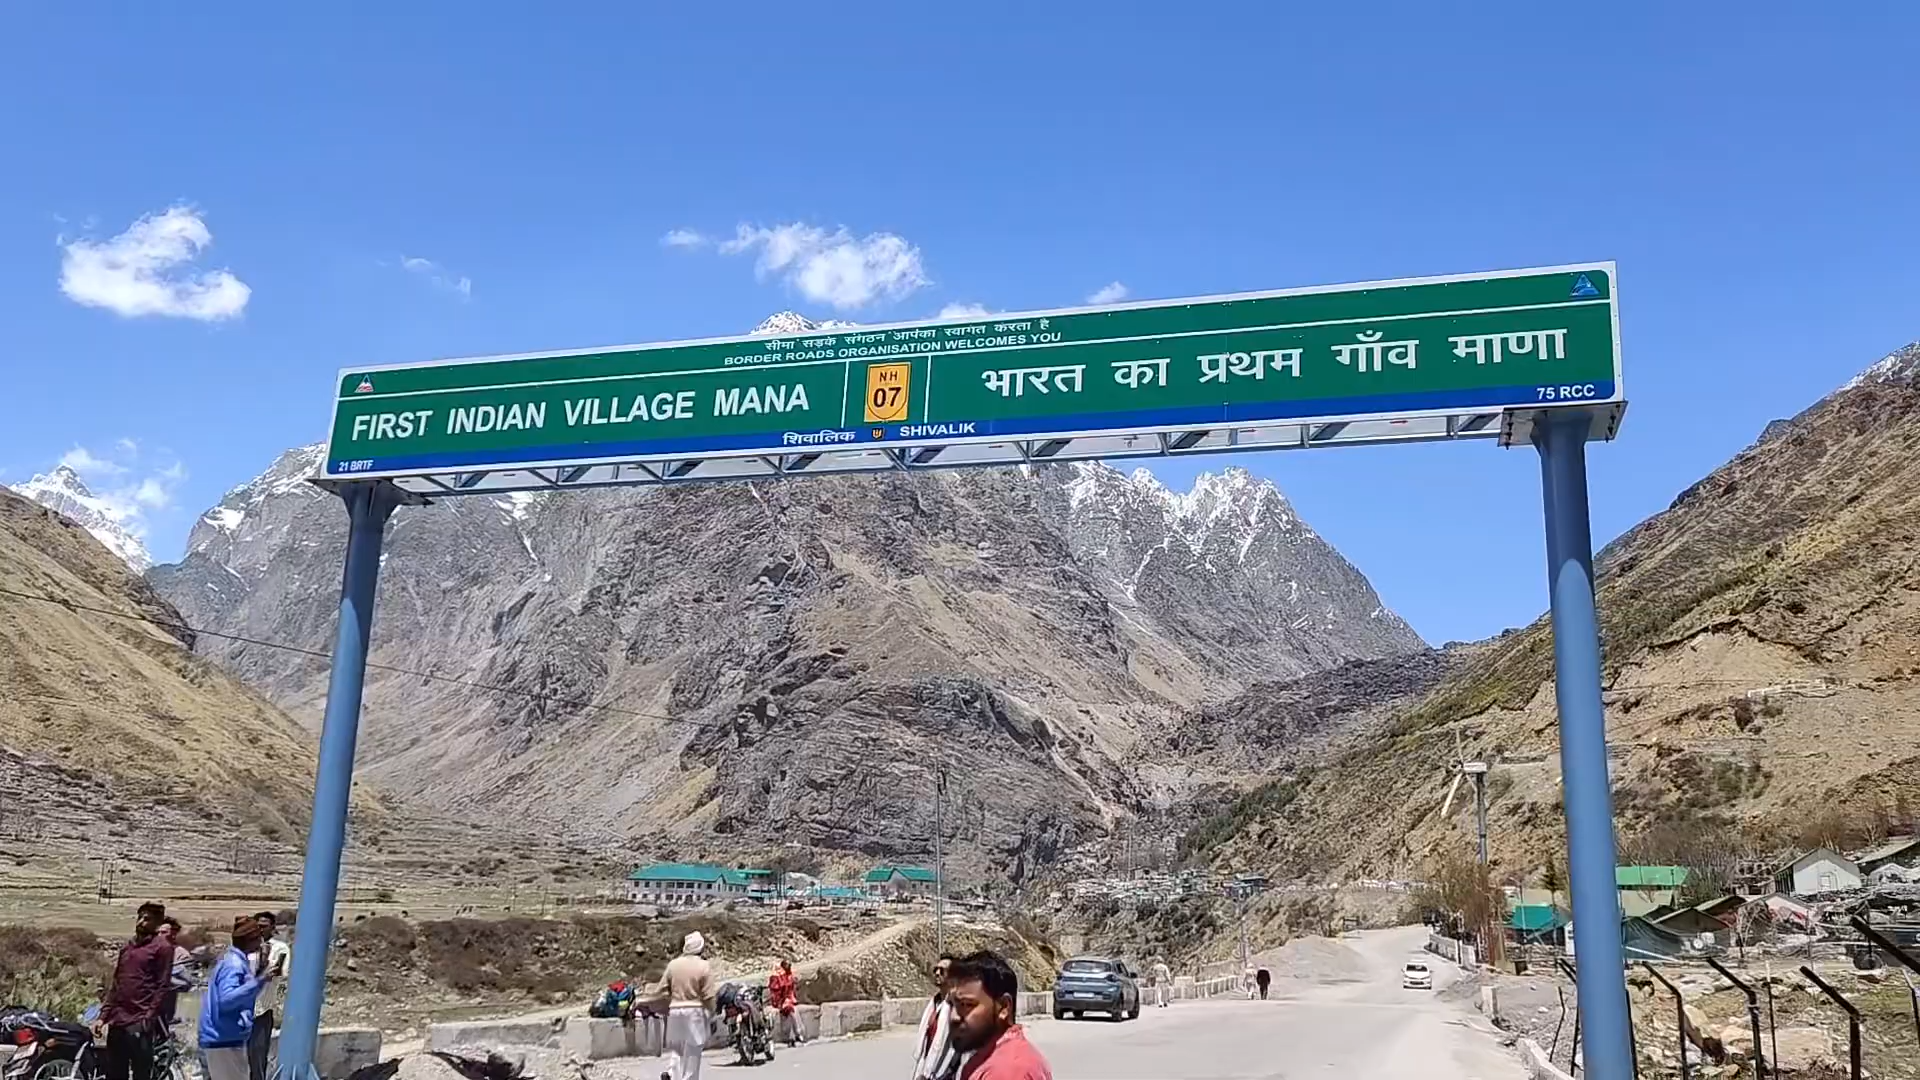 सीमा सड़क संगठन आपका स्वागत करता है
BORDER ROADS ORGANISATION WELCOMES YOU
FIRST INDIAN VILLAGE MANA
NH
07
भारत का प्रथम गाँव माणा
21 BRTF
शिवालिक SHIVALIK
75 RCC